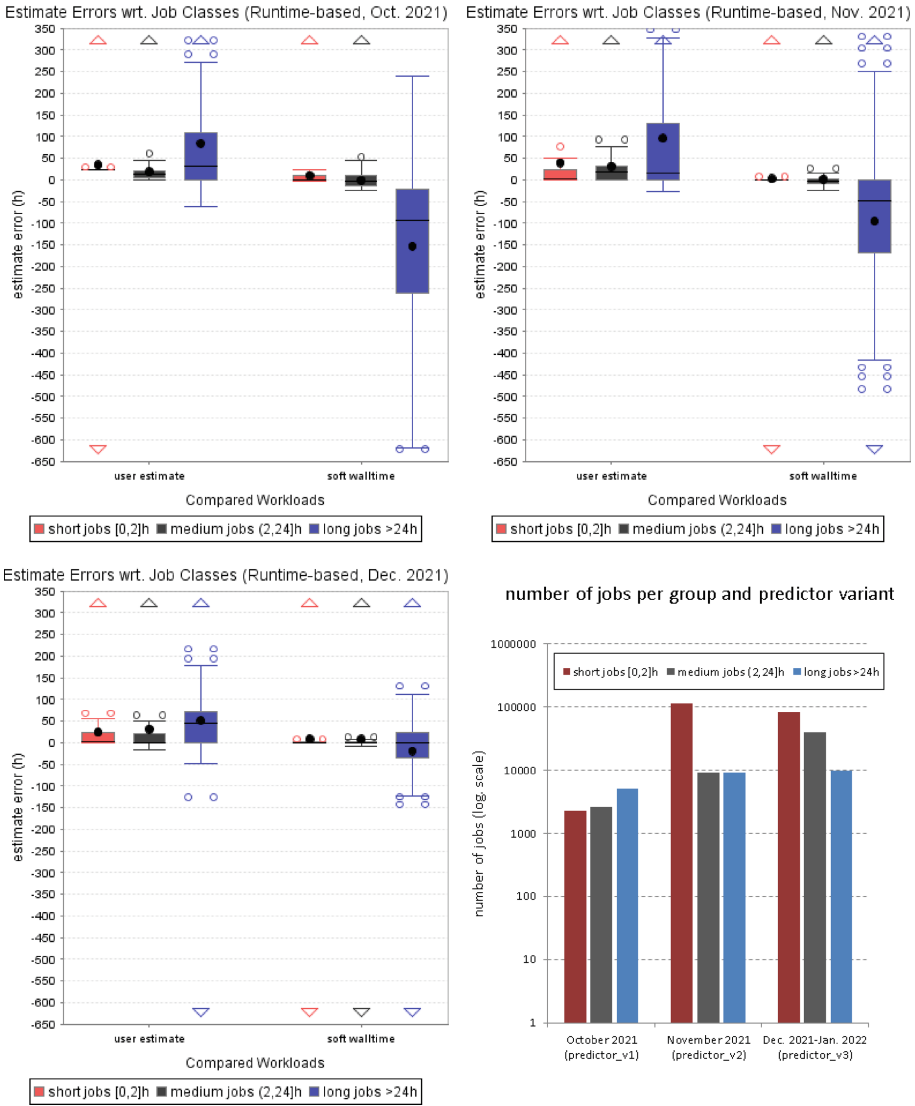 Estimate Errors wrt. Job Classes (Runtime-based, Oct. 2021)
350
300
250
200
150
100
50
0
-50
-100
-150
-200
-250
-300
-350
-400
-450
-500
-550
-600
-650
estimate error (h)
user estimate
soft walltime
Compared Workloads
short jobs [0,2]h
medium jobs (2,24]h
long jobs >24h
Estimate Errors wrt. Job Classes (Runtime-based, Nov. 2021)
350
300
250
200
150
100
50
0
-50
-100
-150
-200
-250
-300
-350
-400
-450
-500
-550
-600
-650
estimate error (h)
user estimate
soft walltime
Compared Workloads
short jobs [0,2]h
medium jobs (2,24]h
long jobs >24h
Estimate Errors wrt. Job Classes (Runtime-based, Dec. 2021)
350
300
250
200
150
100
50
0
-50
-100
-150
-200
-250
-300
-350
-400
-450
-500
-550
-600
-650
estimate error (h)
user estimate
soft walltime
Compared Workloads
short jobs [0,2]h
medium jobs (2,24]h
long jobs >24h
number of jobs per group and predictor variant
short jobs [0,2]h
medium jobs (2,24]h
long jobs >24h
1000000
100000
10000
1000
100
10
1
number of jobs (log. scale)
October 2021
(predictor_v1)
November 2021
(predictor_v2)
Dec. 2021-Jan. 2022
(predictor_v3)